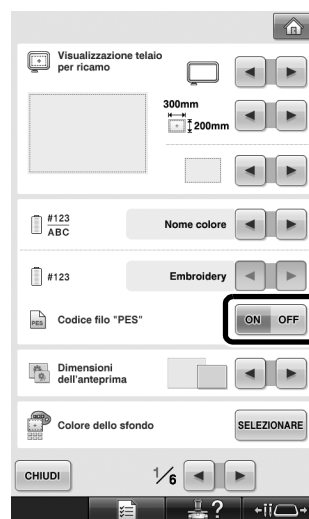 Visualizzazione telaio
per ricamo
300mm
200mm
#123
ABC
Nome colore
#123
Embroidery
PES
Codice filo "PES"
ON OFF
Dimensioni
dell'anteprima
Colore dello sfondo
SELEZIONARE
CHIUDI
1/6
?